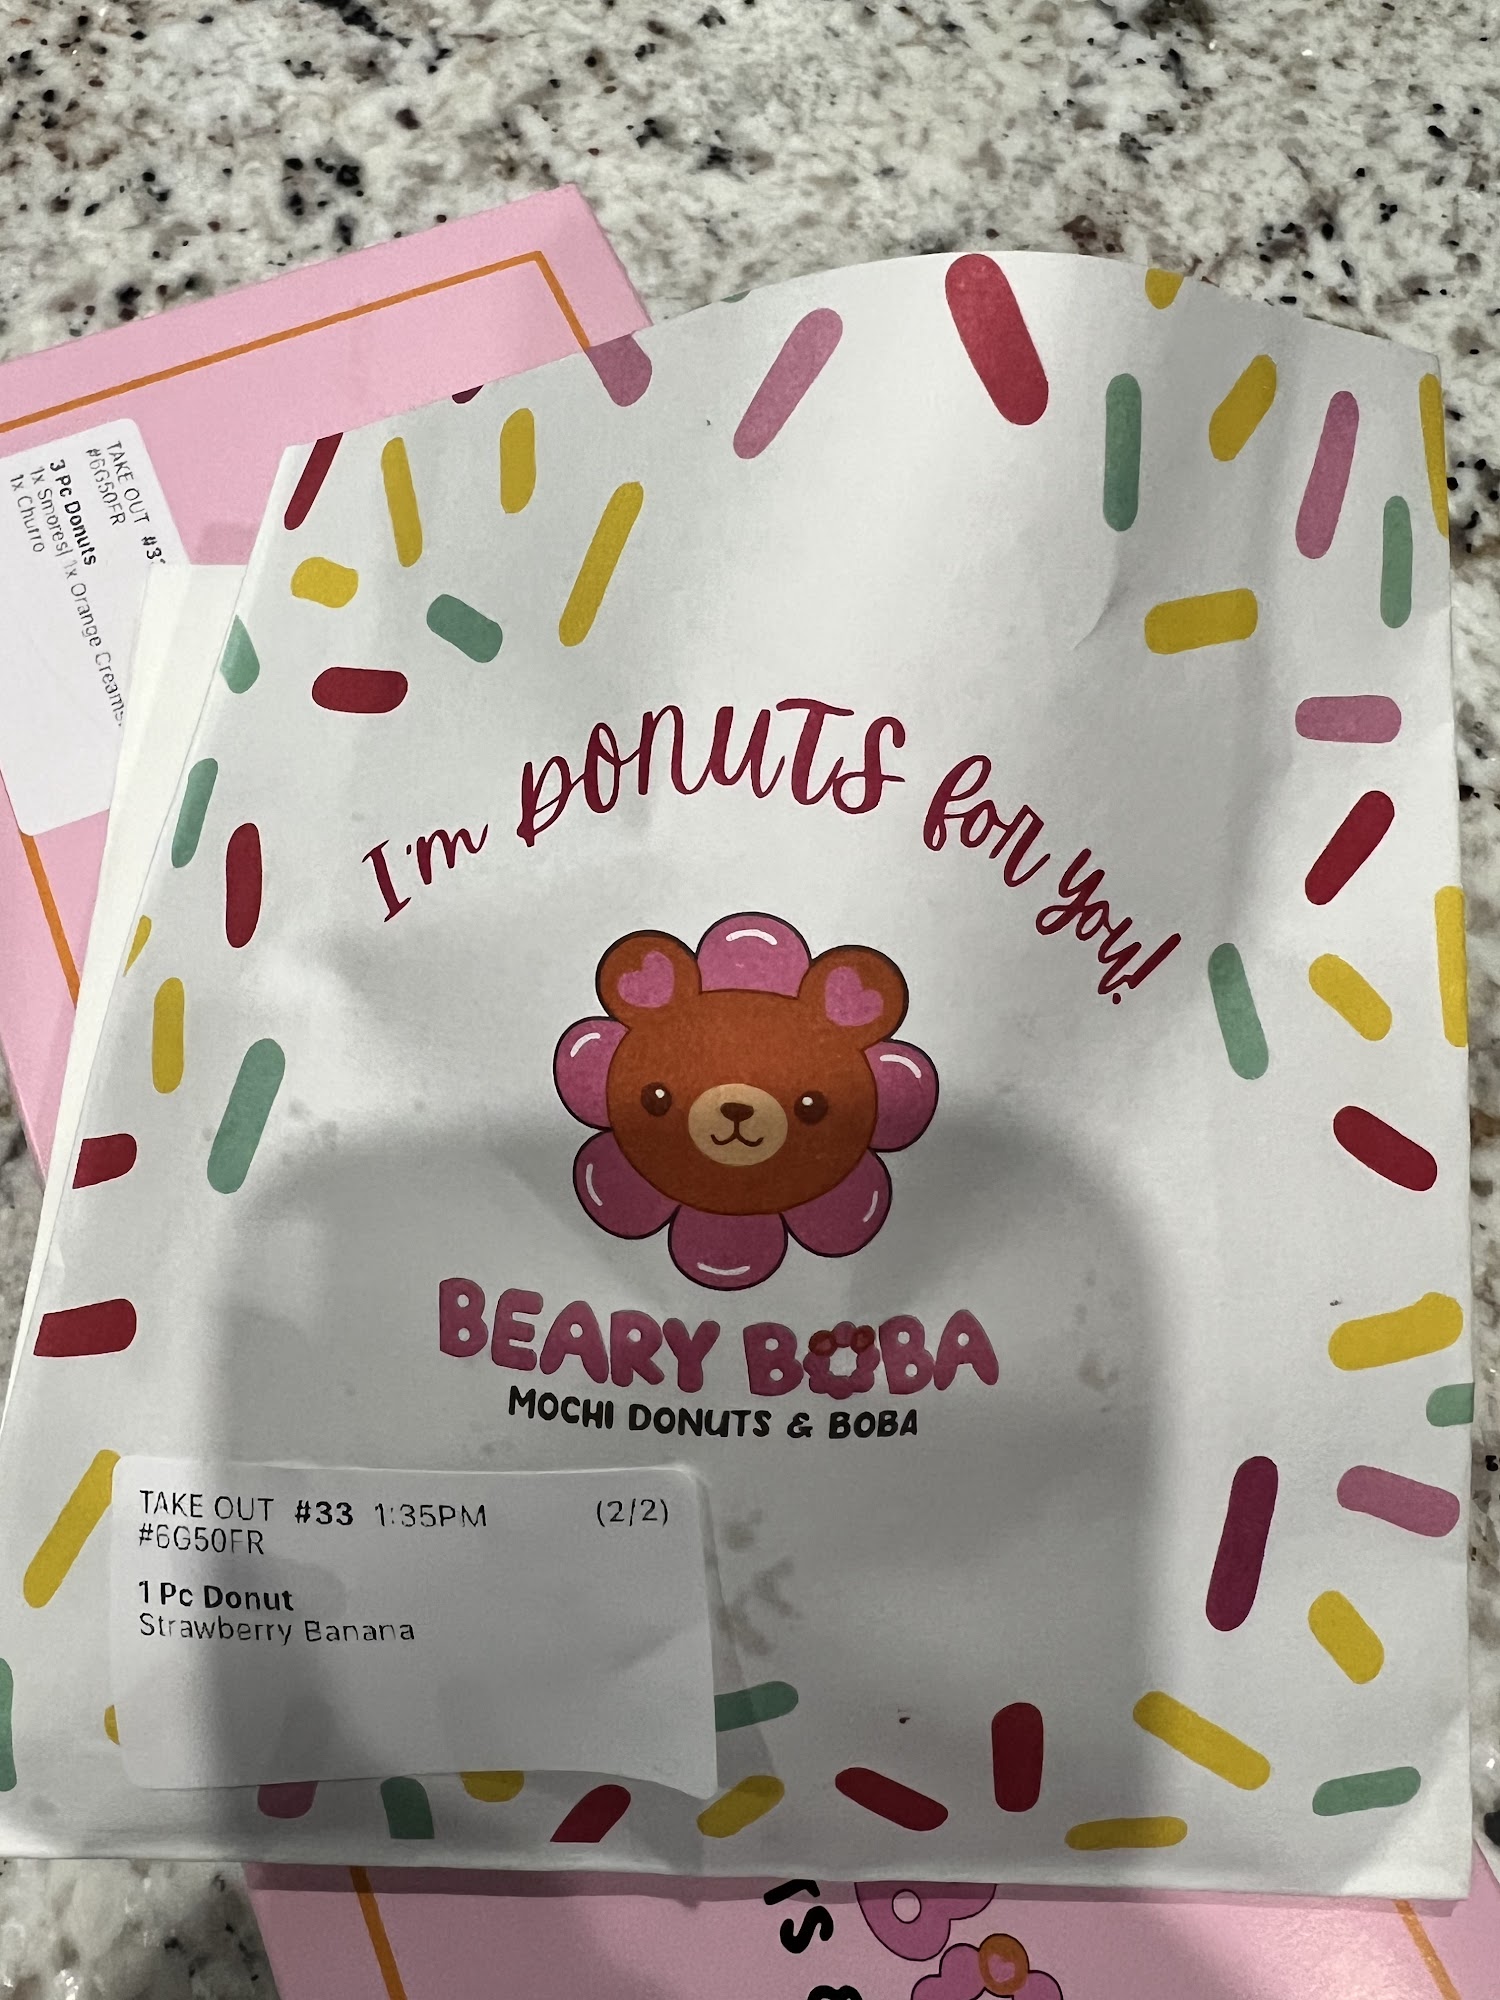 TAKE OUT #33
#6G50FR
3 Pc Donuts
1x Smores| 1x Orange Creams
1x Churro
I'm DONUTS for you!
BEARY BOBA
MOCHI DONUTS & BOBA
TAKE OUT #33 1:35PM (2/2)
#6G50FR
1 Pc Donut
Strawberry Banana